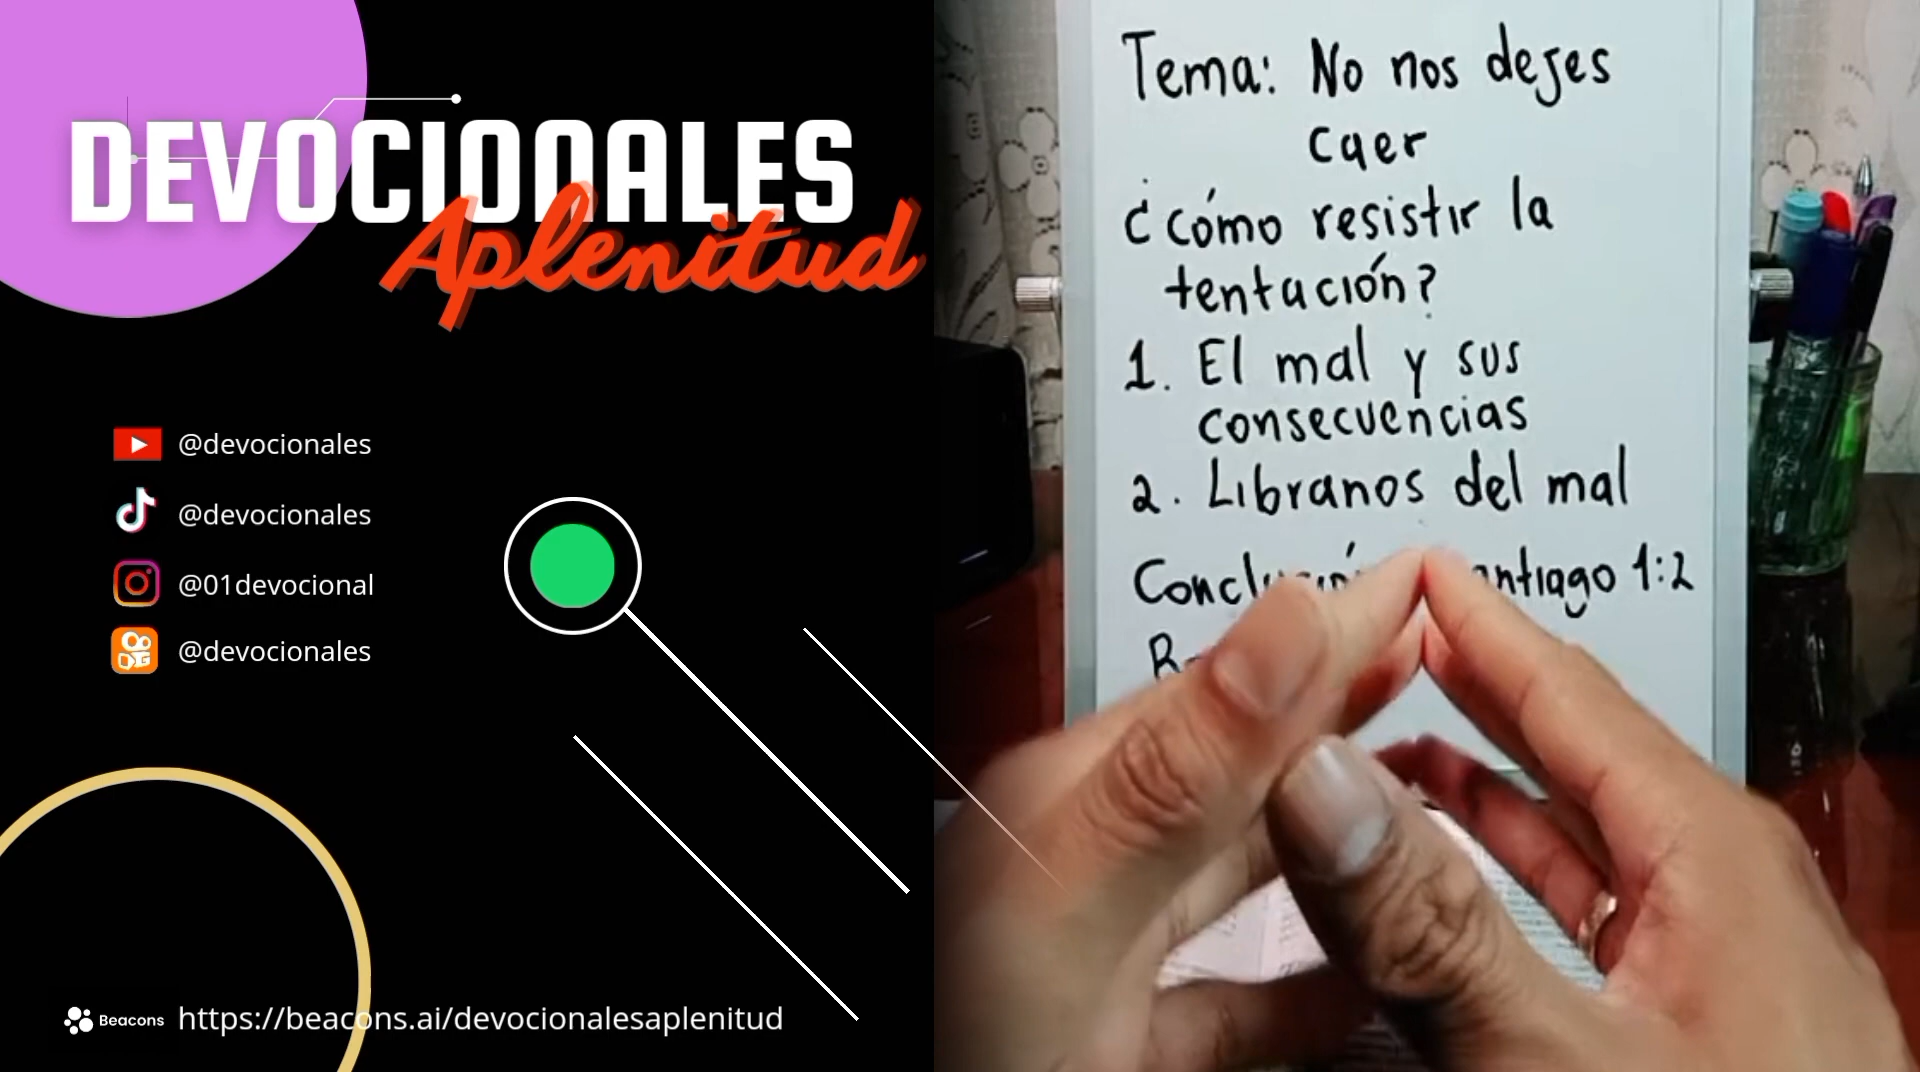 DEVOCIONALES
Aplenitud
@devocionales
@devocionales
@01devocional
@devocionales
Beacons https://beacons.ai/devocionalesaplenitud
Tema: No nos dejes
caer
¿cómo resistir la
tentación?
1. El mal y sus
consecuencias
2. Libranos del mal
1:2